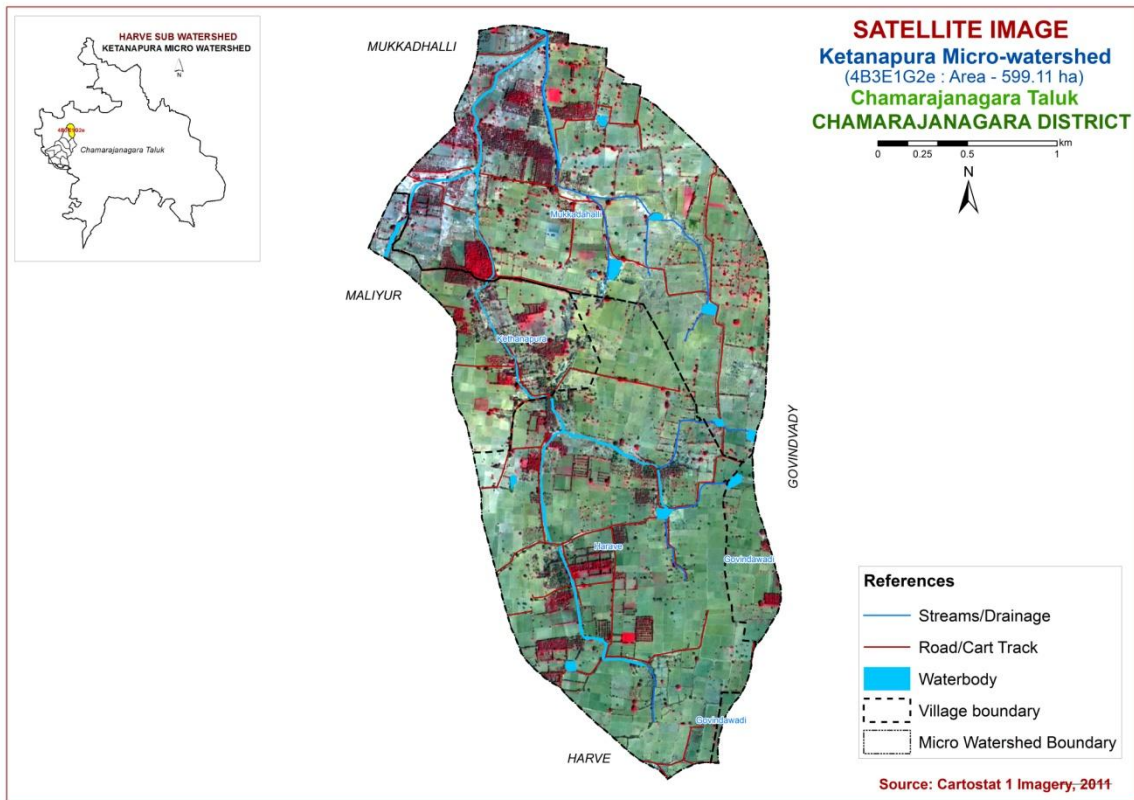 HARVE SUB WATERSHED
KETANAPURA MICRO WATERSHED
N
Chamarajanagara Taluk
SATELLITE IMAGE
Ketanapura Micro-watershed
(4B3E1G2e : Area - 599.11 ha)
Chamarajanagara Taluk
CHAMARAJANAGARA DISTRICT
km
0 0.25 0.5 1
N
MUKKADHALLI
Mukkadahalli
MALIYUR
Kethanapura
GOVINDVADY
Harave
Govindawadi
Govindawadi
HARVE
References
Streams/Drainage
Road/Cart Track
Waterbody
Village boundary
Micro Watershed Boundary
Source: Cartostat 1 Imagery, 2011